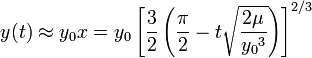 y(t) ≈ y₀x = y₀ [ 3/2 ( π/2 − t √( 2μ / y₀³ ) ) ]^{2/3}